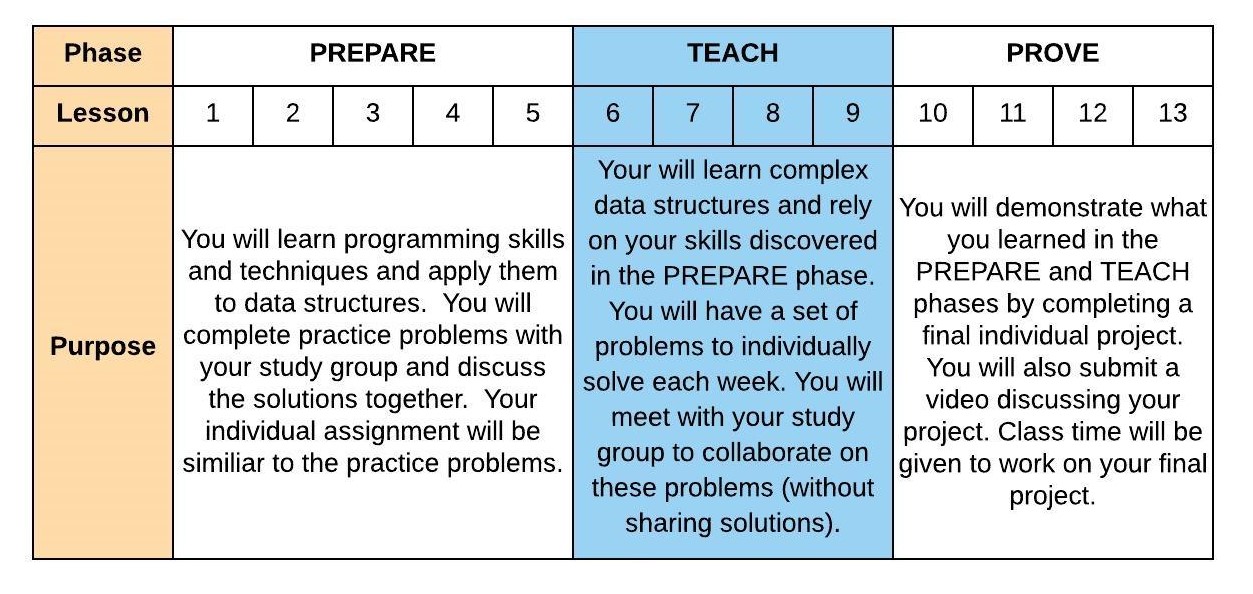 Phase PREPARE TEACH PROVE
Lesson 1 2 3 4 5 6 7 8 9 10 11 12 13
Purpose
You will learn programming skills
and techniques and apply them
to data structures.  You will
complete practice problems with
your study group and discuss
the solutions together.  Your
individual assignment will be
similiar to the practice problems.
Your will learn complex
data structures and rely
on your skills discovered
in the PREPARE phase.
You will have a set of
problems to individually
solve each week. You will
meet with your study
group to collaborate on
these problems (without
sharing solutions).
You will demonstrate what
you learned in the
PREPARE and TEACH
phases by completing a
final individual project.
You will also submit a
video discussing your
project. Class time will be
given to work on your final
project.